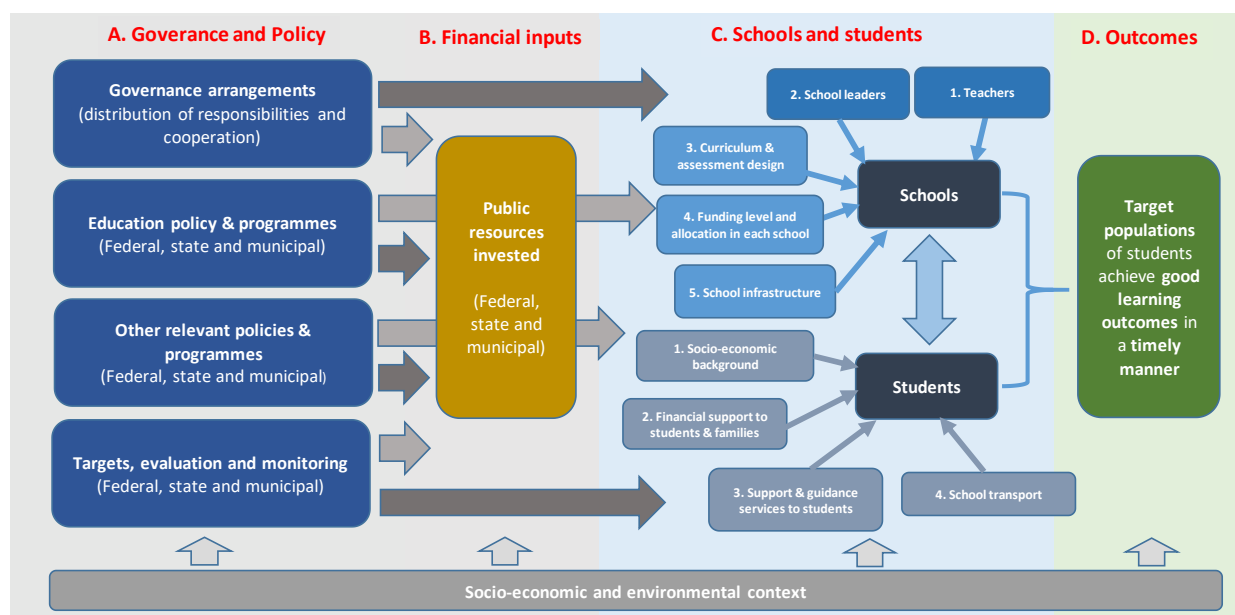 A. Goverance and Policy
B. Financial inputs
C. Schools and students
D. Outcomes
Governance arrangements
(distribution of responsibilities and
cooperation)
Education policy & programmes
(Federal, state and municipal)
Other relevant policies &
programmes
(Federal, state and municipal)
Targets, evaluation and monitoring
(Federal, state and municipal)
Public
resources
invested
(Federal,
state and
municipal)
2. School leaders
1. Teachers
3. Curriculum &
assessment design
4. Funding level and
allocation in each school
5. School infrastructure
Schools
1. Socio-economic
background
2. Financial support to
students & families
3. Support & guidance
services to students
4. School transport
Students
Target
populations
of students
achieve good
learning
outcomes in
a timely
manner
Socio-economic and environmental context